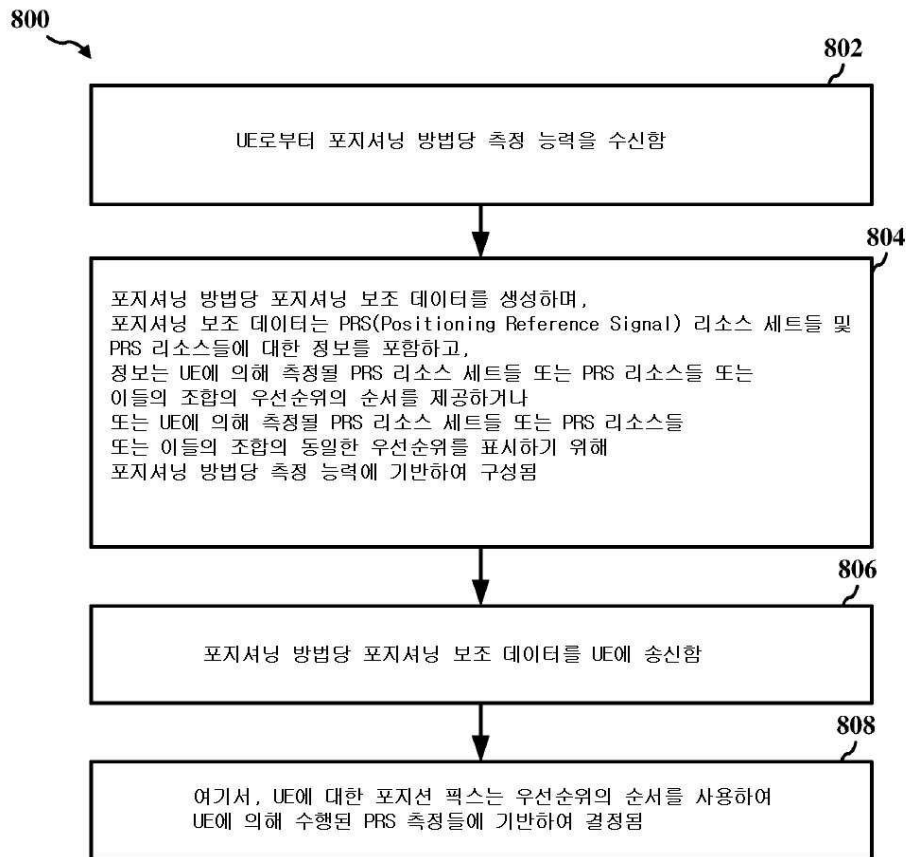 800
802
UE로부터 포지셔닝 방법당 측정 능력을 수신함
804
포지셔닝 방법당 포지셔닝 보조 데이터를 생성하며,
포지셔닝 보조 데이터는 PRS(Positioning Reference Signal) 리소스 세트들 및
PRS 리소스들에 대한 정보를 포함하고,
정보는 UE에 의해 측정될 PRS 리소스 세트들 또는 PRS 리소스들 또는
이들의 조합의 우선순위의 순서를 제공하거나
또는 UE에 의해 측정될 PRS 리소스 세트들 또는 PRS 리소스들
또는 이들의 조합의 동일한 우선순위를 표시하기 위해
포지셔닝 방법당 측정 능력에 기반하여 구성됨
806
포지셔닝 방법당 포지셔닝 보조 데이터를 UE에 송신함
808
여기서, UE에 대한 포지션 픽스는 우선순위의 순서를 사용하여
UE에 의해 수행된 PRS 측정들에 기반하여 결정됨